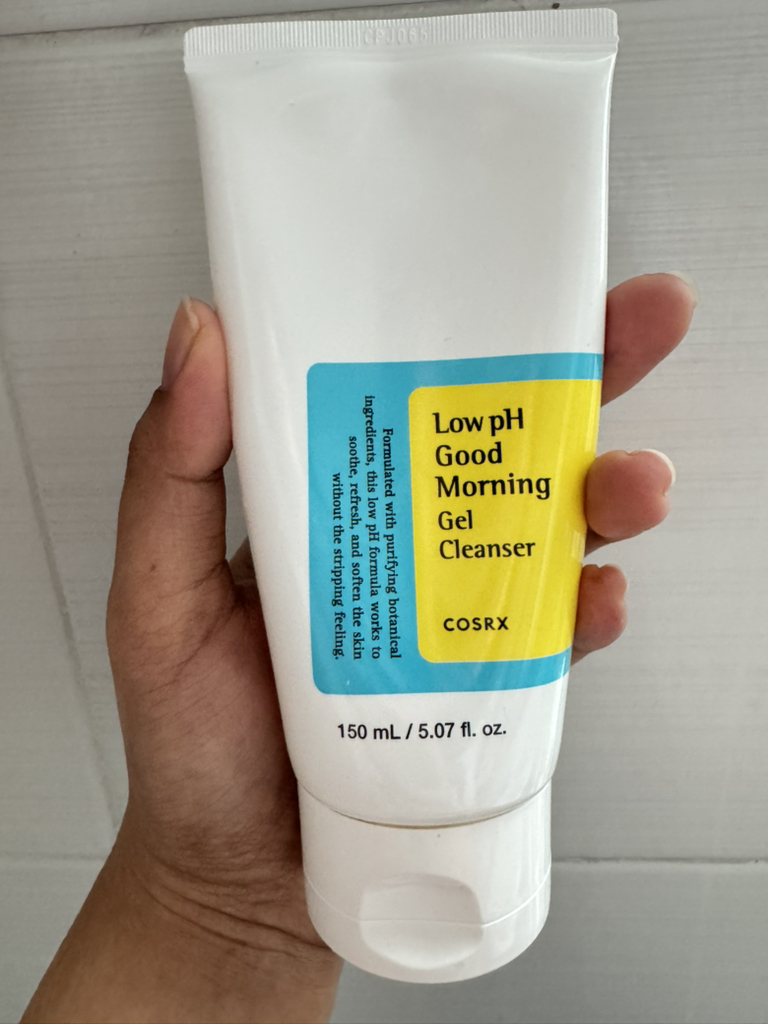 Low pH
Good
Morning
Gel
Cleanser
COSRX
Formulated with purifying botanical
ingredients, this low pH formula works to
soothe, refresh, and soften the skin
without the stripping feeling.
150 mL / 5.07 fl. oz.